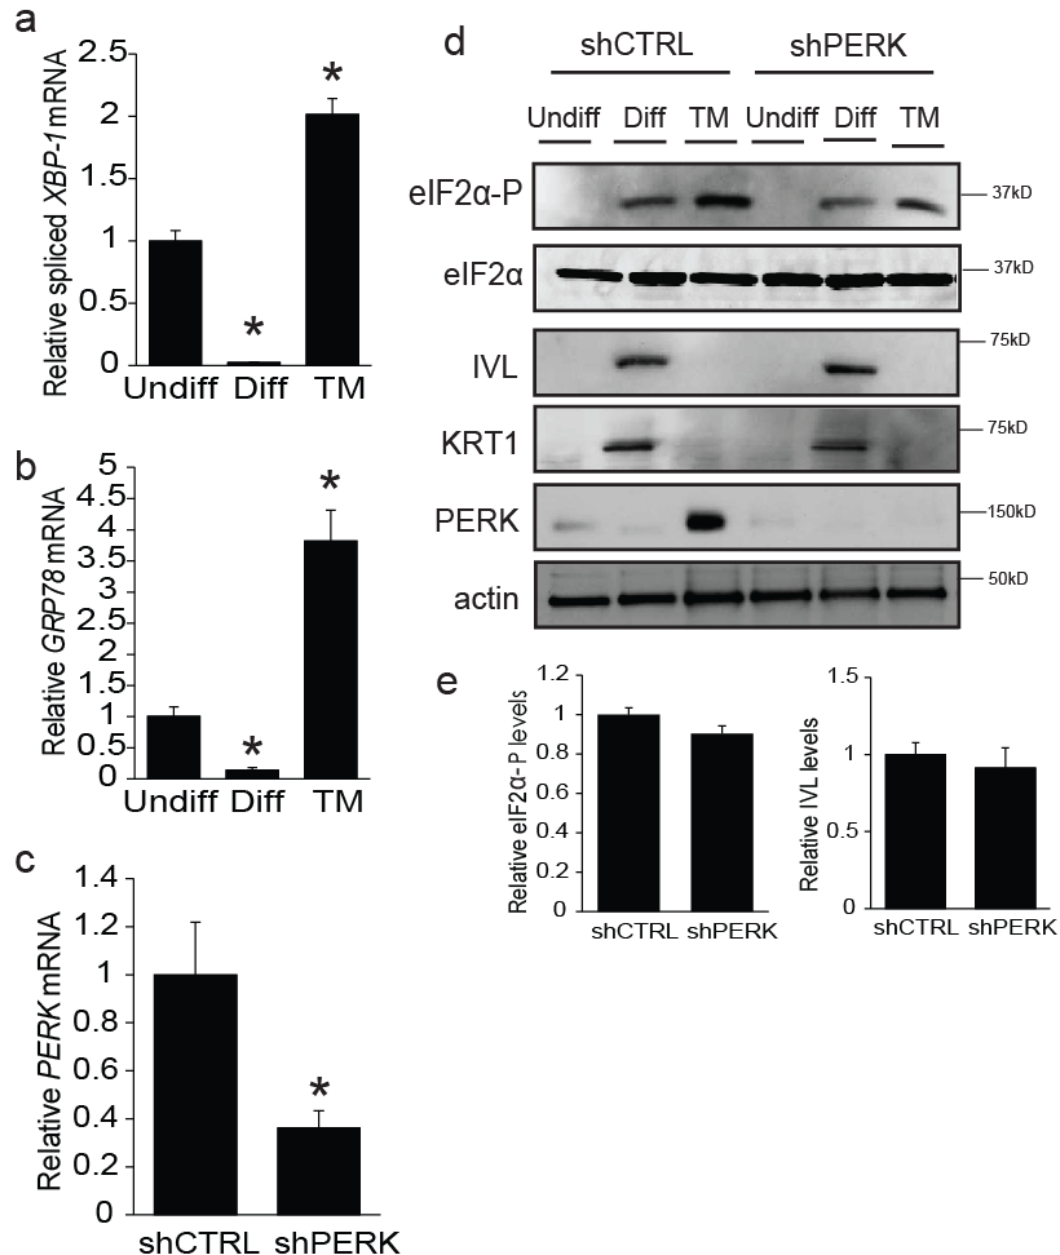 a
Relative spliced XBP-1 mRNA
2.5
2
1.5
1
0.5
0
*
*
Undiff Diff TM
b
Relative GRP78 mRNA
5
4.5
4
3.5
3
2.5
2
1.5
1
0.5
0
*
*
Undiff Diff TM
c
Relative PERK mRNA
1.4
1.2
1
0.8
0.6
0.4
0.2
0
*
shCTRL shPERK
d
shCTRL shPERK
Undiff Diff TM Undiff Diff TM
eIF2α-P 37kD
eIF2α 37kD
IVL 75kD
KRT1 75kD
PERK 150kD
actin 50kD
e
Relative eIF2α-P levels
1.2
1
0.8
0.6
0.4
0.2
0
shCTRL shPERK
Relative IVL levels
1.5
1
0.5
0
shCTRL shPERK